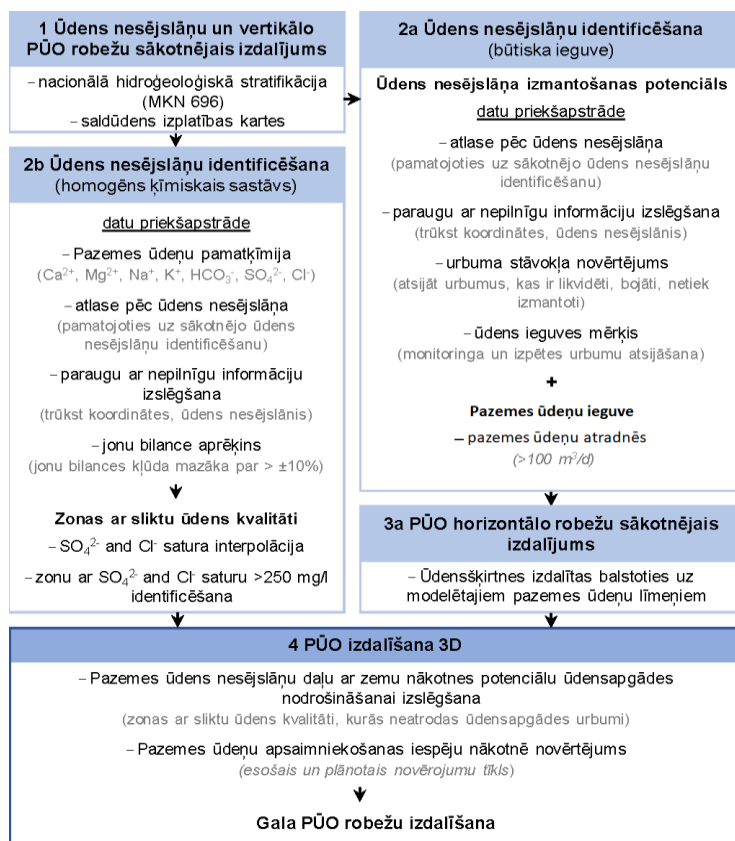 1 Ūdens nesējslāņu un vertikālo
PŪO robežu sākotnējais izdalījums
– nacionālā hidroģeoloģiskā stratifikācija
(MKN 696)
– saldūdens izplatības kartes
2a Ūdens nesējslāņu identificēšana
(būtiska ieguve)
Ūdens nesējslāņa izmantošanas potenciāls
datu priekšapstrāde
– atlase pēc ūdens nesējslāņa
(pamatojoties uz sākotnējo ūdens nesējslāņu
identificēšanu)
– paraugu ar nepilnīgu informāciju izslēgšana
(trūkst koordinātes, ūdens nesējslānis)
– urbuma stāvokļa novērtējums
(atsijāt urbumus, kas ir likvidēti, bojāti, netiek
izmantoti)
– ūdens ieguves mērķis
(monitoringa un izpētes urbumu atsijāšana)
+
Pazemes ūdeņu ieguve
– pazemes ūdeņu atradnēs
(>100 m³/d)
2b Ūdens nesējslāņu identificēšana
(homogēns ķīmiskais sastāvs)
datu priekšapstrāde
– Pazemes ūdeņu pamatķīmija
(Ca²⁺, Mg²⁺, Na⁺, K⁺, HCO₃⁻, SO₄²⁻, Cl⁻)
– atlase pēc ūdens nesējslāņa
(pamatojoties uz sākotnējo ūdens
nesējslāņu identificēšanu)
– paraugu ar nepilnīgu informāciju
izslēgšana
(trūkst koordinātes, ūdens nesējslānis)
– jonu bilance aprēķins
(jonu bilances kļūda mazāka par > ±10%)
Zonas ar sliktu ūdens kvalitāti
– SO₄²⁻ and Cl⁻ satura interpolācija
– zonu ar SO₄²⁻ and Cl⁻ saturu >250 mg/l
identificēšana
3a PŪO horizontālo robežu sākotnējais
izdalījums
– Ūdensšķirtnes izdalītas balstoties uz
modelētajiem pazemes ūdeņu līmeņiem
4 PŪO izdalīšana 3D
– Pazemes ūdens nesējslāņu daļu ar zemu nākotnes potenciālu ūdensapgādes
nodrošināšanai izslēgšana
(zonas ar sliktu ūdens kvalitāti, kurās neatrodas ūdensapgādes urbumi)
– Pazemes ūdeņu apsaimniekošanas iespēju nākotnē novērtējums
(esošais un plānotais novērojumu tīkls)
Gala PŪO robežu izdalīšana